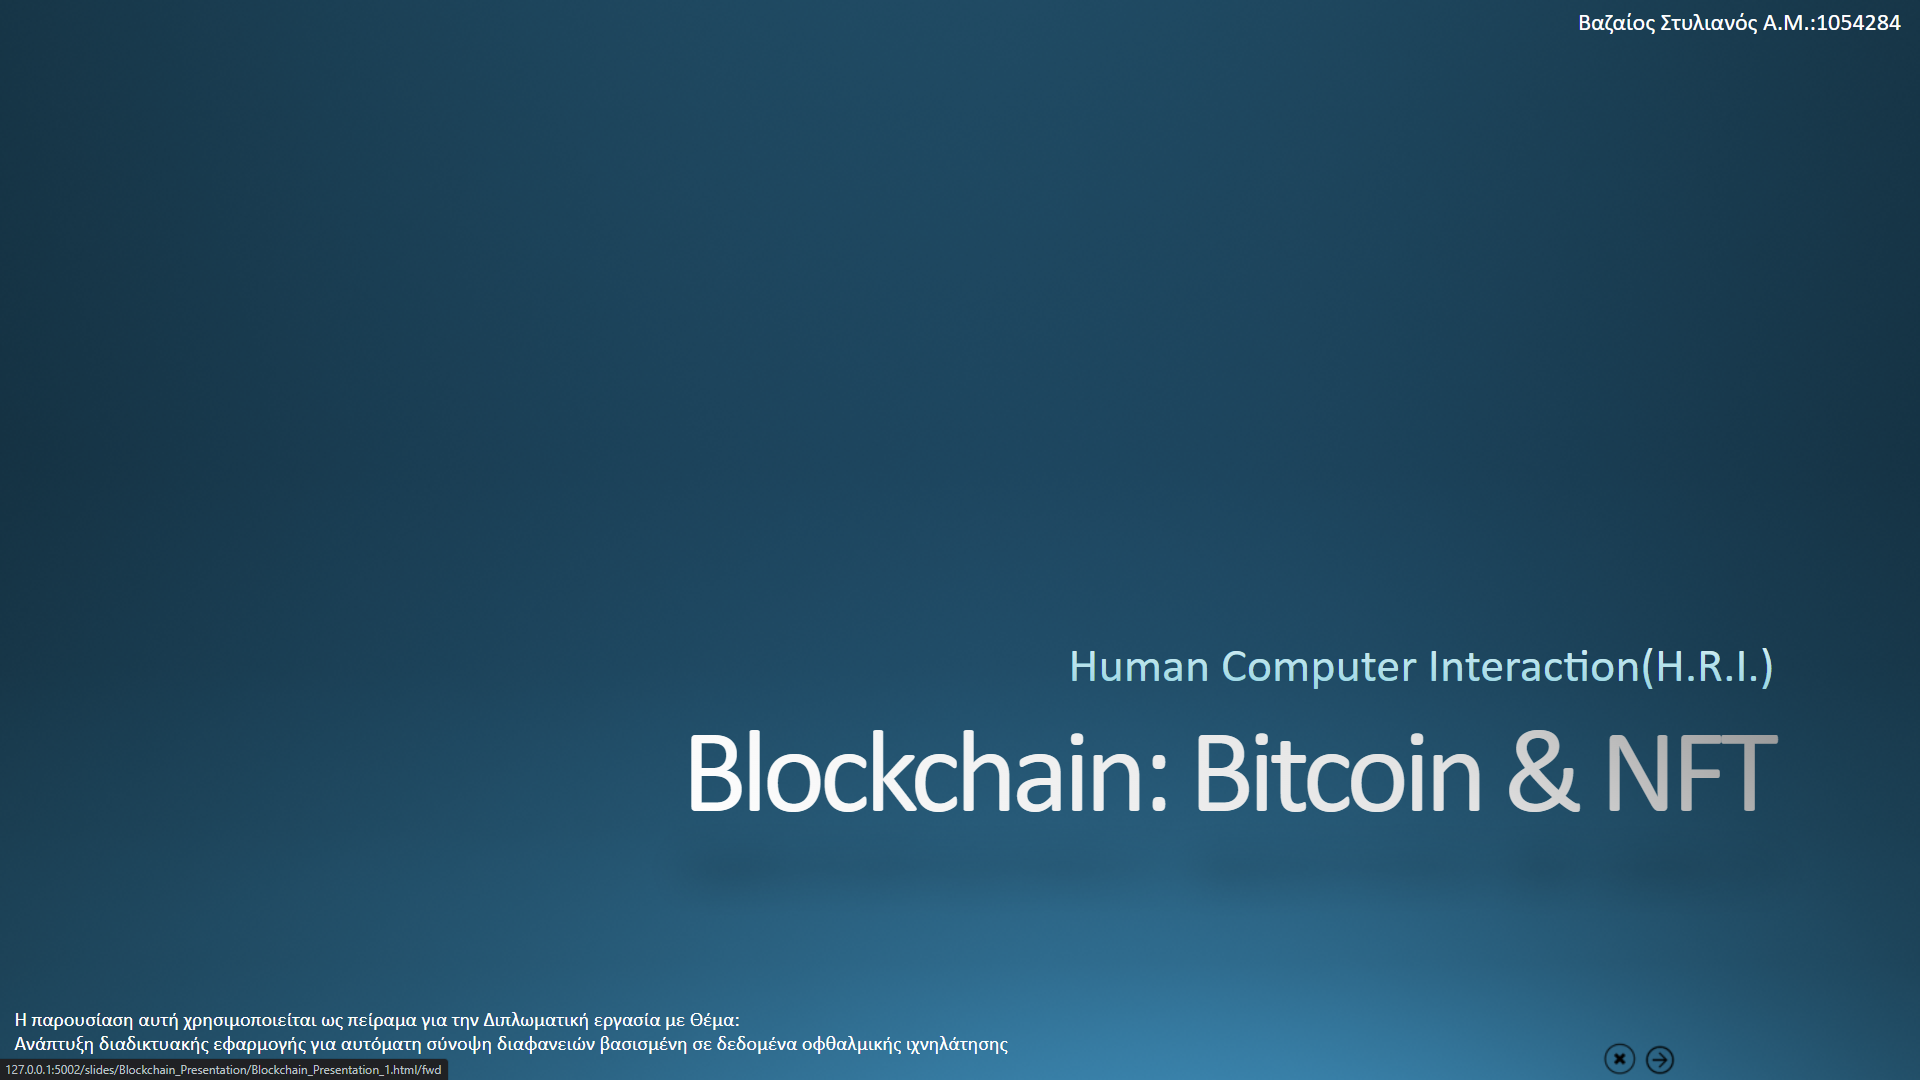 Βαζαίος Στυλιανός Α.Μ.:1054284
Human Computer Interaction(H.R.I.)
Blockchain: Bitcoin & NFT
Η παρουσίαση αυτή χρησιμοποιείται ως πείραμα για την Διπλωματική εργασία με Θέμα:
Ανάπτυξη διαδικτυακής εφαρμογής για αυτόματη σύνοψη διαφανειών βασισμένη σε δεδομένα οφθαλμικής ιχνηλάτησης
127.0.0.1:5002/slides/Blockchain_Presentation/Blockchain_Presentation_1.html/fwd